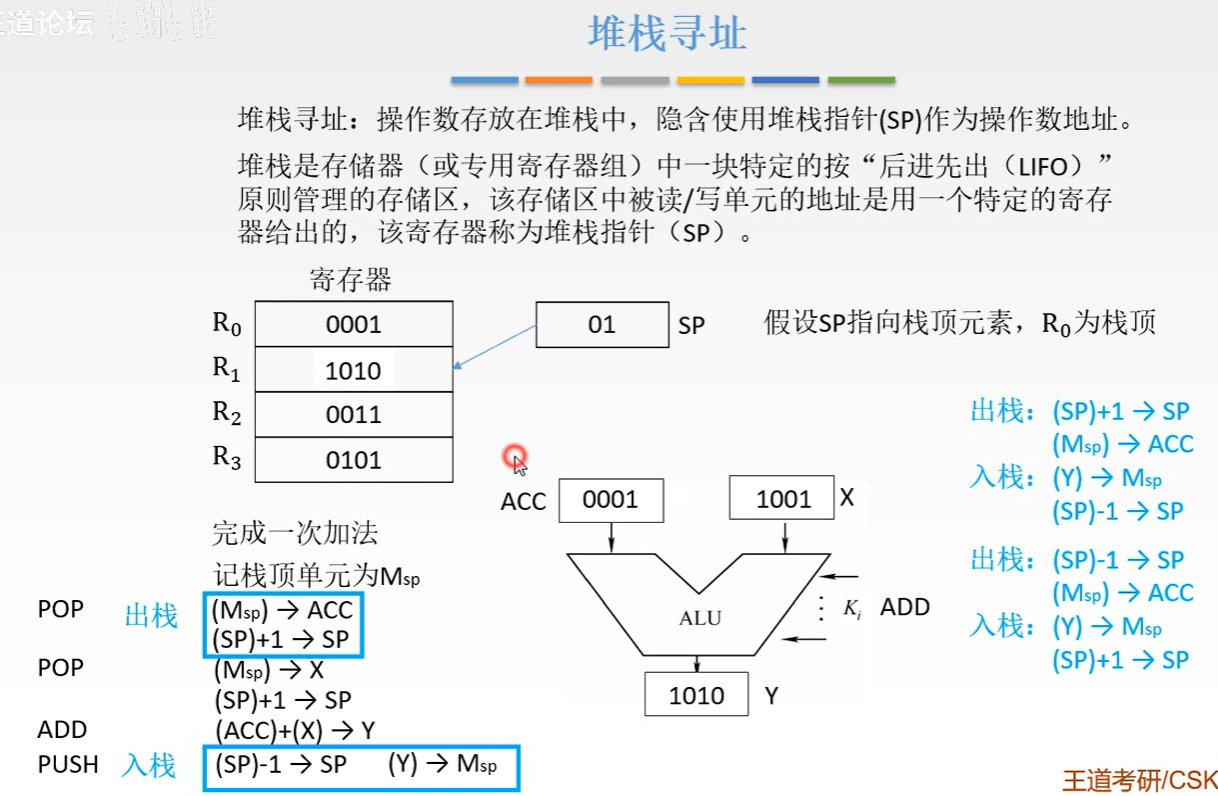 王道论坛
堆栈寻址
堆栈寻址：操作数存放在堆栈中，隐含使用堆栈指针(SP)作为操作数地址。
堆栈是存储器（或专用寄存器组）中一块特定的按“后进先出（LIFO）”
原则管理的存储区，该存储区中被读/写单元的地址是用一个特定的寄存
器给出的，该寄存器称为堆栈指针（SP）。
寄存器
R₀ 0001
R₁ 1010
R₂ 0011
R₃ 0101
01 SP
假设SP指向栈顶元素，R₀为栈顶
出栈：(SP)+1 → SP
(Msp) → ACC
入栈：(Y) → Msp
(SP)-1 → SP
出栈：(SP)-1 → SP
(Msp) → ACC
入栈：(Y) → Msp
(SP)+1 → SP
ACC 0001
1001 X
ALU
Kᵢ ADD
1010 Y
完成一次加法
记栈顶单元为Msp
POP 出栈 (Msp) → ACC
(SP)+1 → SP
POP (Msp) → X
(SP)+1 → SP
ADD (ACC)+(X) → Y
PUSH 入栈 (SP)-1 → SP (Y) → Msp
王道考研/CSK